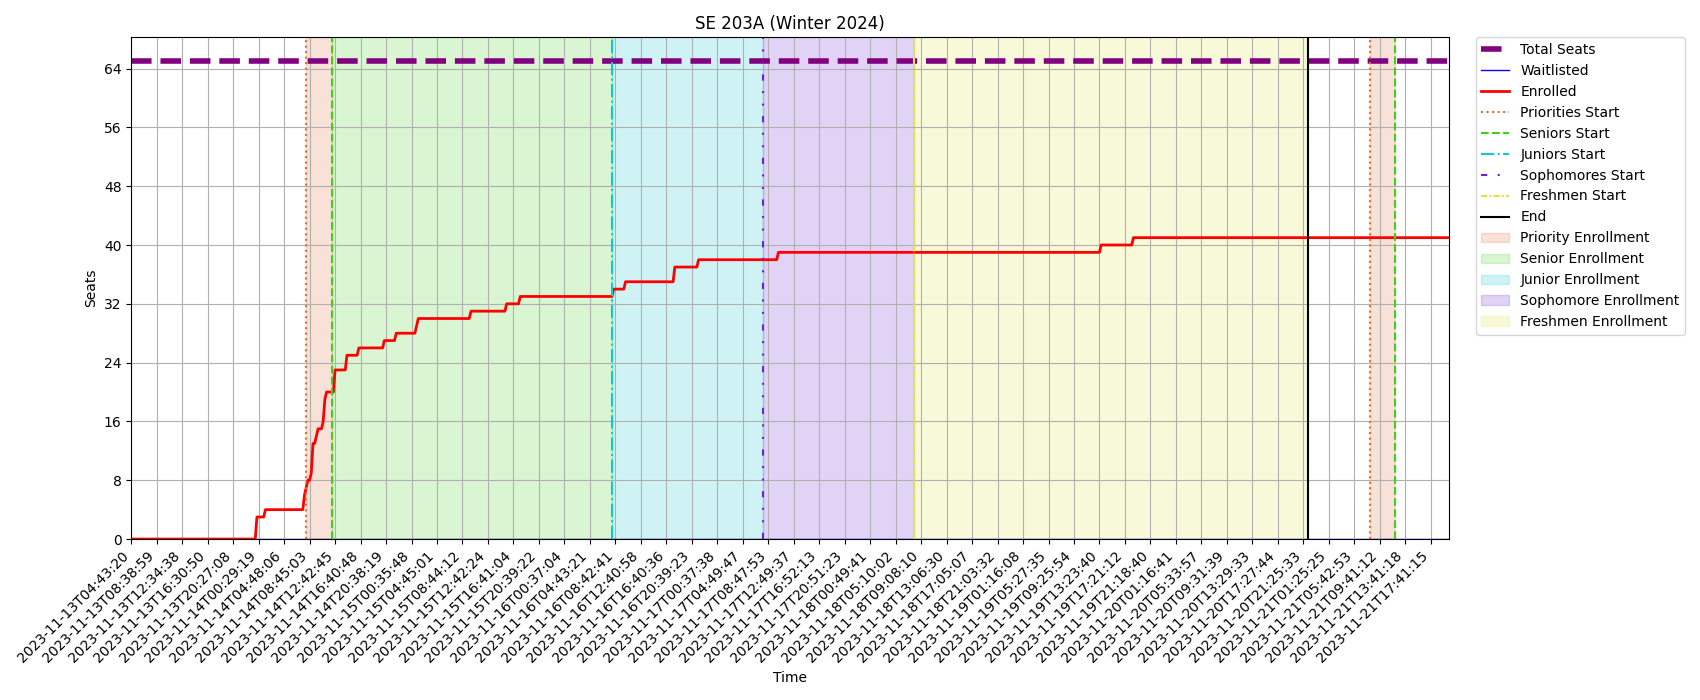 SE 203A (Winter 2024)
Seats
64
56
48
40
32
24
16
8
0
2023-11-13T04:43:20
2023-11-13T08:38:59
2023-11-13T12:34:38
2023-11-13T16:30:50
2023-11-13T20:27:08
2023-11-14T00:29:19
2023-11-14T04:48:06
2023-11-14T08:45:03
2023-11-14T12:42:45
2023-11-14T16:40:48
2023-11-14T20:38:19
2023-11-15T00:35:48
2023-11-15T04:45:01
2023-11-15T08:44:12
2023-11-15T12:42:24
2023-11-15T16:41:04
2023-11-15T20:39:22
2023-11-16T00:37:04
2023-11-16T04:43:21
2023-11-16T08:42:41
2023-11-16T12:40:58
2023-11-16T16:40:36
2023-11-16T20:39:23
2023-11-17T00:37:38
2023-11-17T04:49:47
2023-11-17T08:47:53
2023-11-17T12:49:37
2023-11-17T16:52:13
2023-11-17T20:51:23
2023-11-18T00:49:41
2023-11-18T05:10:02
2023-11-18T09:08:10
2023-11-18T13:06:30
2023-11-18T17:05:07
2023-11-18T21:03:32
2023-11-19T01:16:08
2023-11-19T05:27:35
2023-11-19T09:25:54
2023-11-19T13:23:40
2023-11-19T17:21:12
2023-11-19T21:18:40
2023-11-20T01:16:41
2023-11-20T05:33:57
2023-11-20T09:31:39
2023-11-20T13:29:33
2023-11-20T17:27:44
2023-11-20T21:25:33
2023-11-21T01:25:25
2023-11-21T05:42:53
2023-11-21T09:41:12
2023-11-21T13:41:18
2023-11-21T17:41:15
Time
Total Seats
Waitlisted
Enrolled
Priorities Start
Seniors Start
Juniors Start
Sophomores Start
Freshmen Start
End
Priority Enrollment
Senior Enrollment
Junior Enrollment
Sophomore Enrollment
Freshmen Enrollment